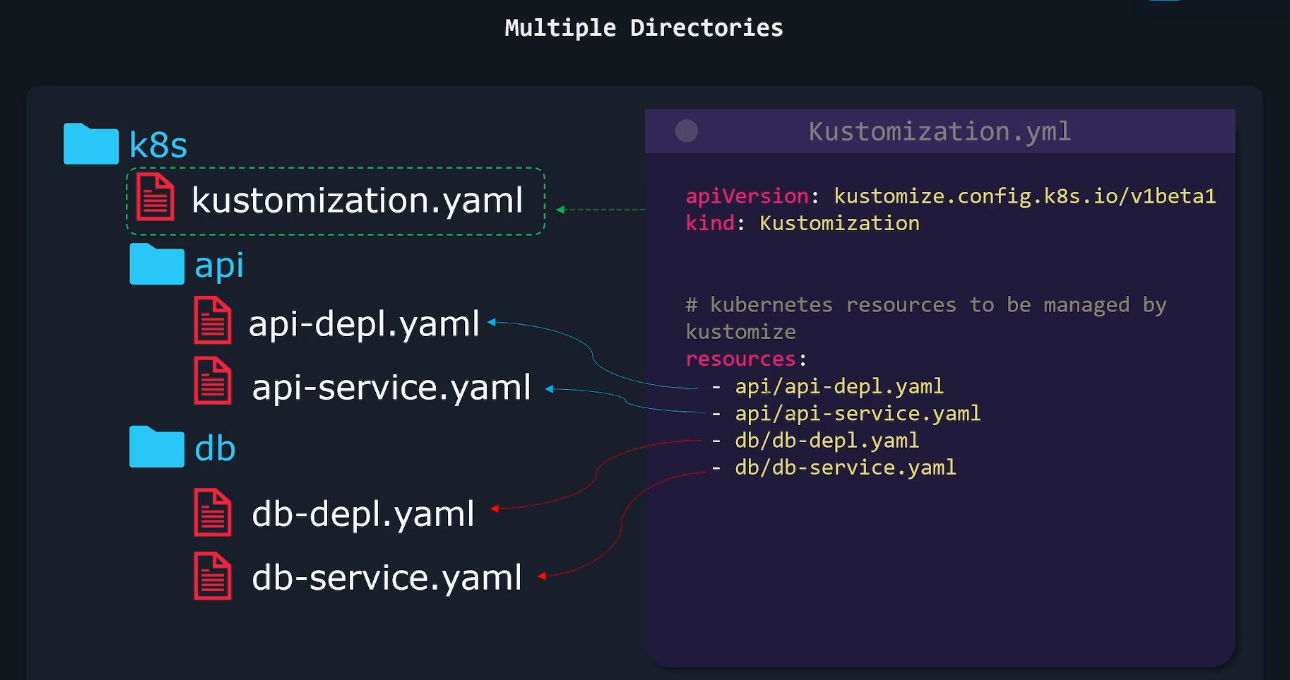 Multiple Directories
k8s
kustomization.yaml
api
api-depl.yaml
api-service.yaml
db
db-depl.yaml
db-service.yaml
Kustomization.yml
apiVersion: kustomize.config.k8s.io/v1beta1
kind: Kustomization
# kubernetes resources to be managed by
kustomize
resources:
- api/api-depl.yaml
- api/api-service.yaml
- db/db-depl.yaml
- db/db-service.yaml